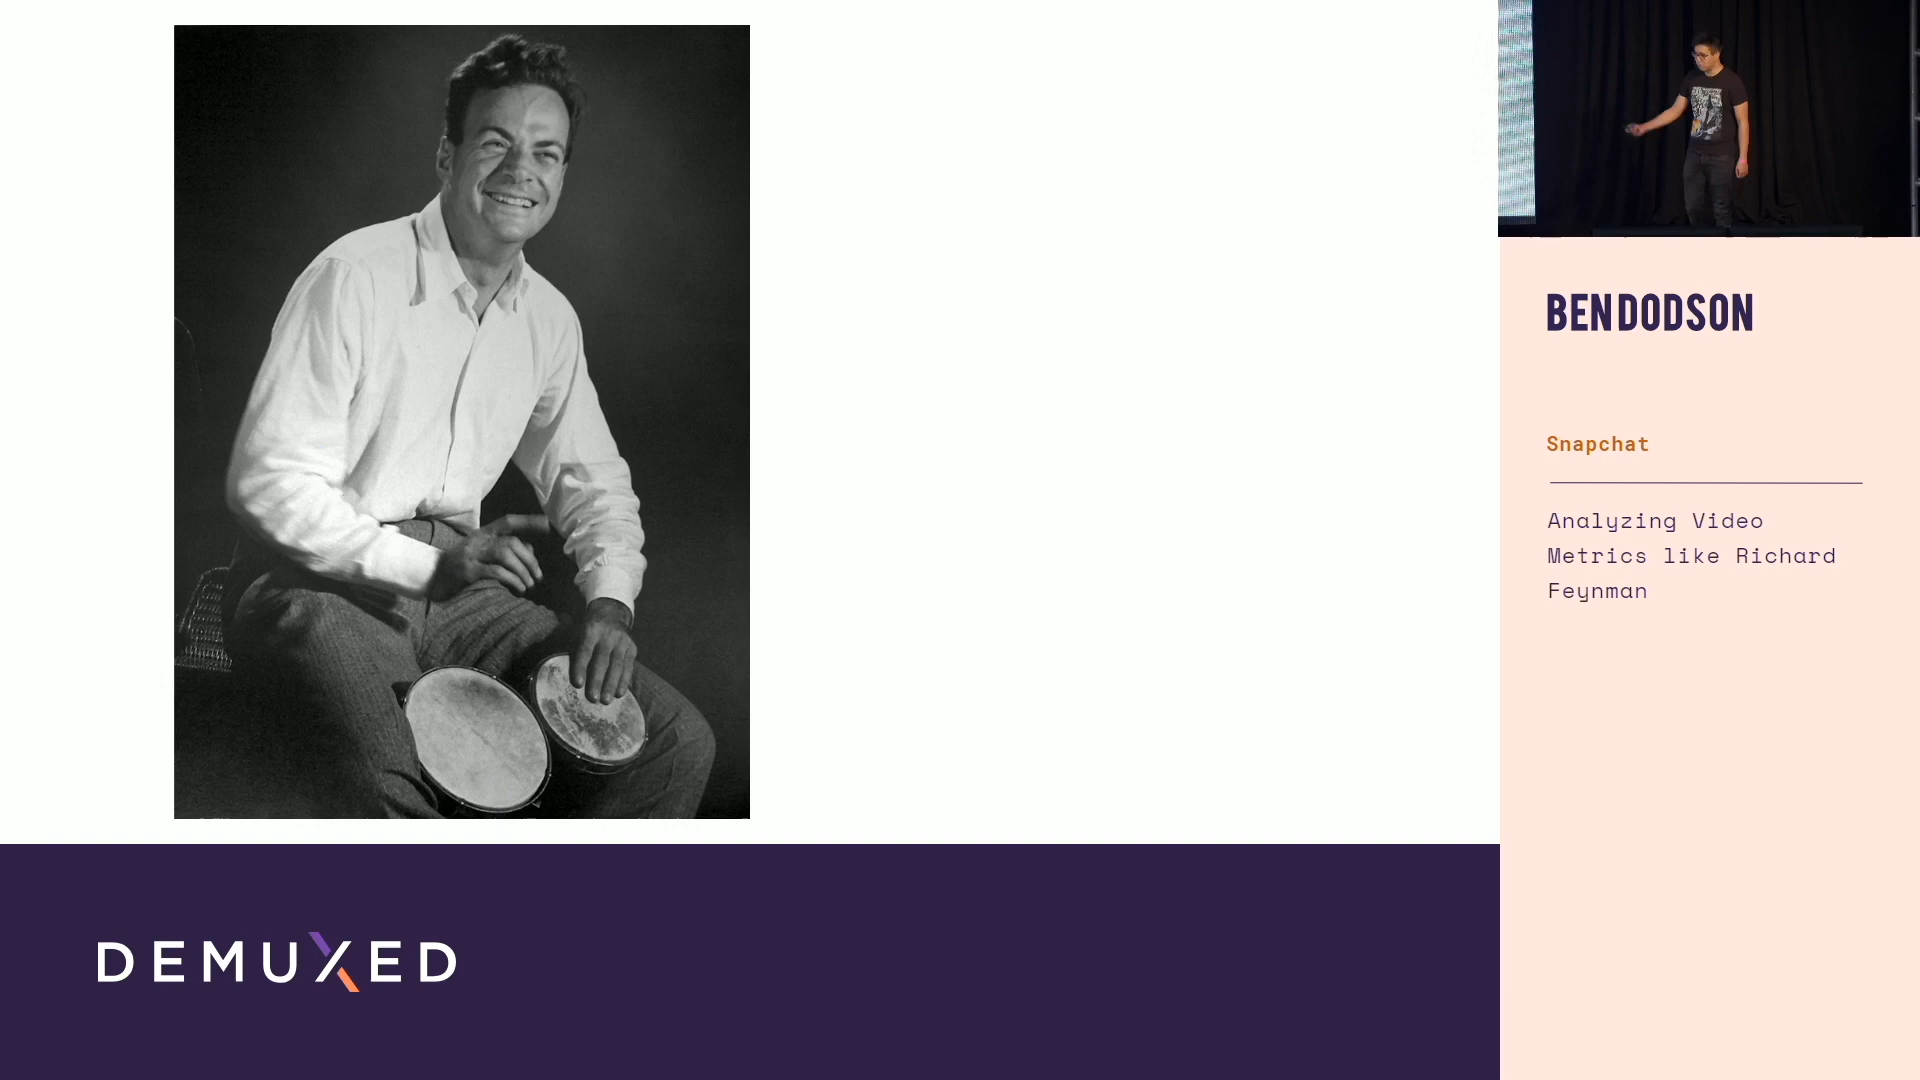 BEN DODSON
Snapchat
Analyzing Video
Metrics like Richard
Feynman
DEMUXED